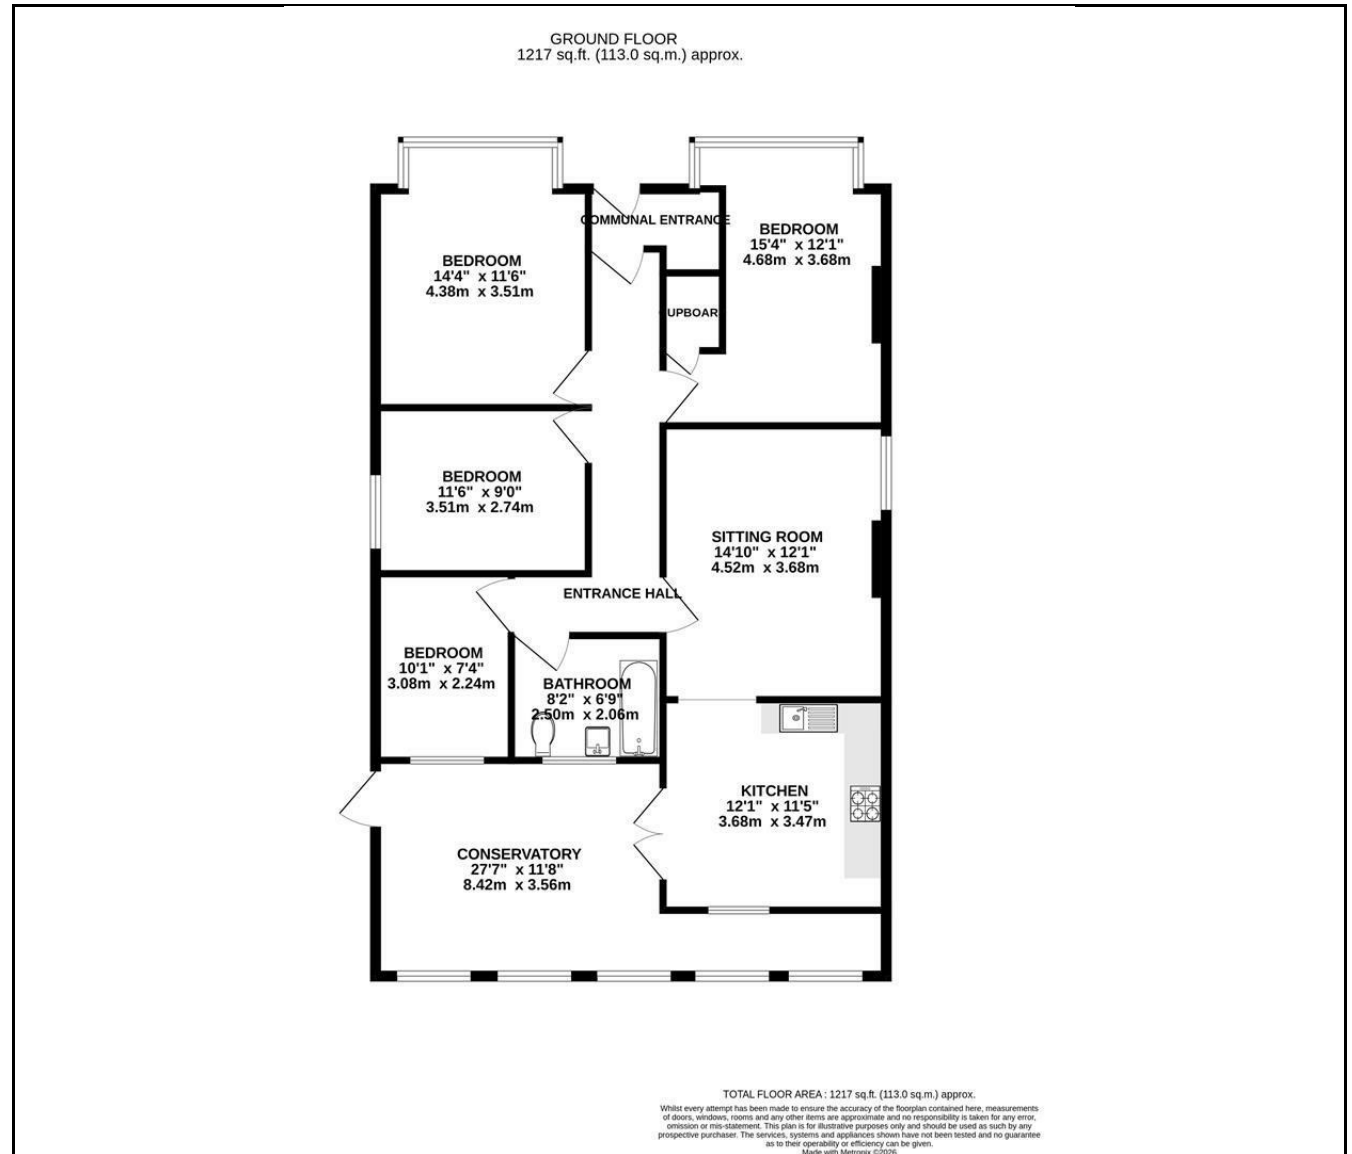 GROUND FLOOR
1217 sq.ft. (113.0 sq.m.) approx.
COMMUNAL ENTRANCE
BEDROOM
15'4" x 12'1"
4.68m x 3.68m
BEDROOM
14'4" x 11'6"
4.38m x 3.51m
UPBOAR
BEDROOM
11'6" x 9'0"
3.51m x 2.74m
SITTING ROOM
14'10" x 12'1"
4.52m x 3.68m
ENTRANCE HALL
BEDROOM
10'1" x 7'4"
3.08m x 2.24m
BATHROOM
8'2" x 6'9"
2.50m x 2.06m
KITCHEN
12'1" x 11'5"
3.68m x 3.47m
CONSERVATORY
27'7" x 11'8"
8.42m x 3.56m
TOTAL FLOOR AREA : 1217 sq.ft. (113.0 sq.m.) approx.
Whilst every attempt has been made to ensure the accuracy of the floorplan contained here, measurements
of doors, windows, rooms and any other items are approximate and no responsibility is taken for any error,
omission or mis-statement. This plan is for illustrative purposes only and should be used as such by any
prospective purchaser. The services, systems and appliances shown have not been tested and no guarantee
as to their operability or efficiency can be given.
Made with Metropix ©2026